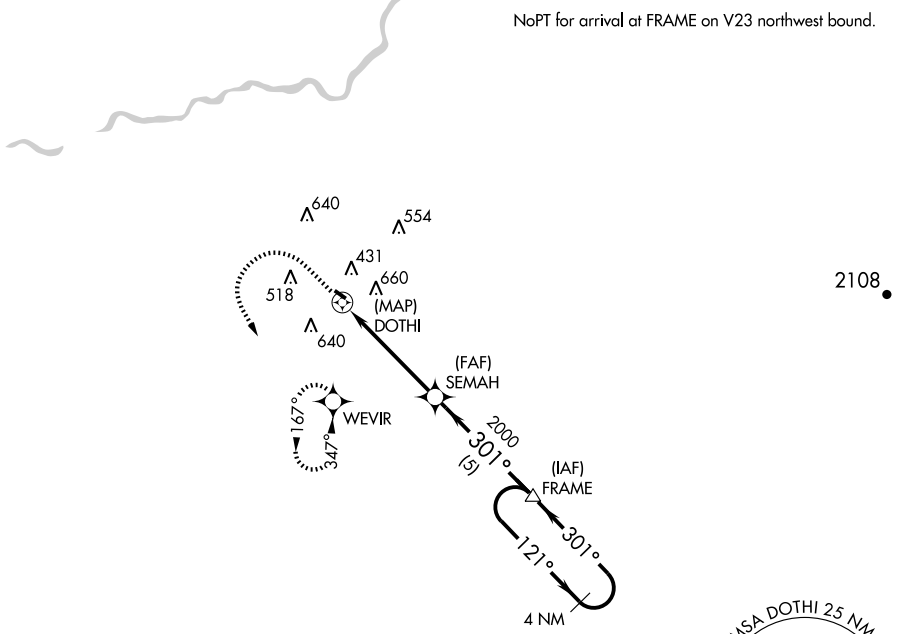 NoPT for arrival at FRAME on V23 northwest bound.
640
554
431
660
518
2108
(MAP)
DOTHI
640
(FAF)
SEMAH
WEVIR
167°
347°
2000
301°
(5)
(IAF)
FRAME
301°
121°
4 NM
MSA DOTHI 25 NM